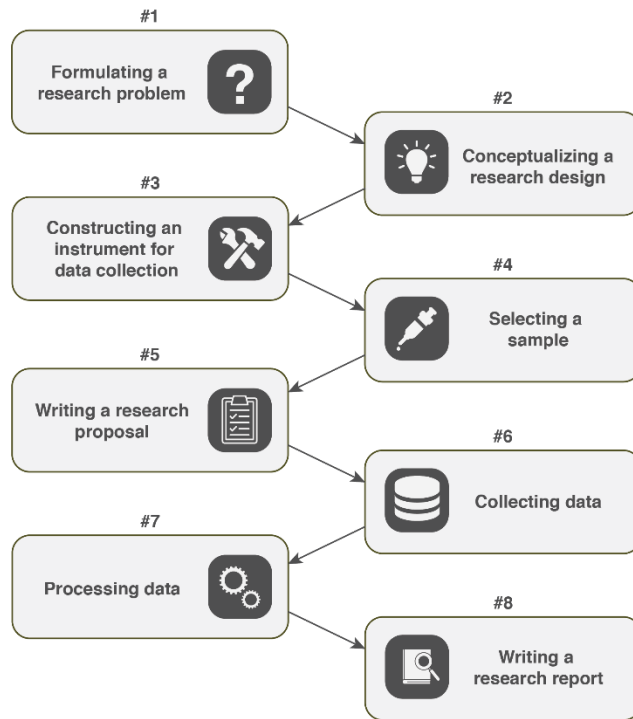 #1
Formulating a
research problem
#2
Conceptualizing a
research design
#3
Constructing an
instrument for
data collection
#4
Selecting a
sample
#5
Writing a research
proposal
#6
Collecting data
#7
Processing data
#8
Writing a
research report